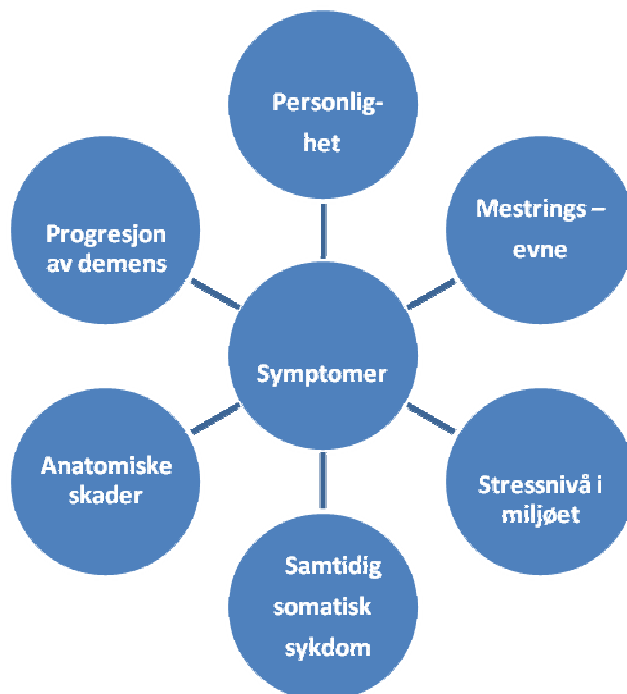 Personlig-
het
Mestrings –
evne
Stressnivå i
miljøet
Samtidig
somatisk
sykdom
Anatomiske
skader
Progresjon
av demens
Symptomer